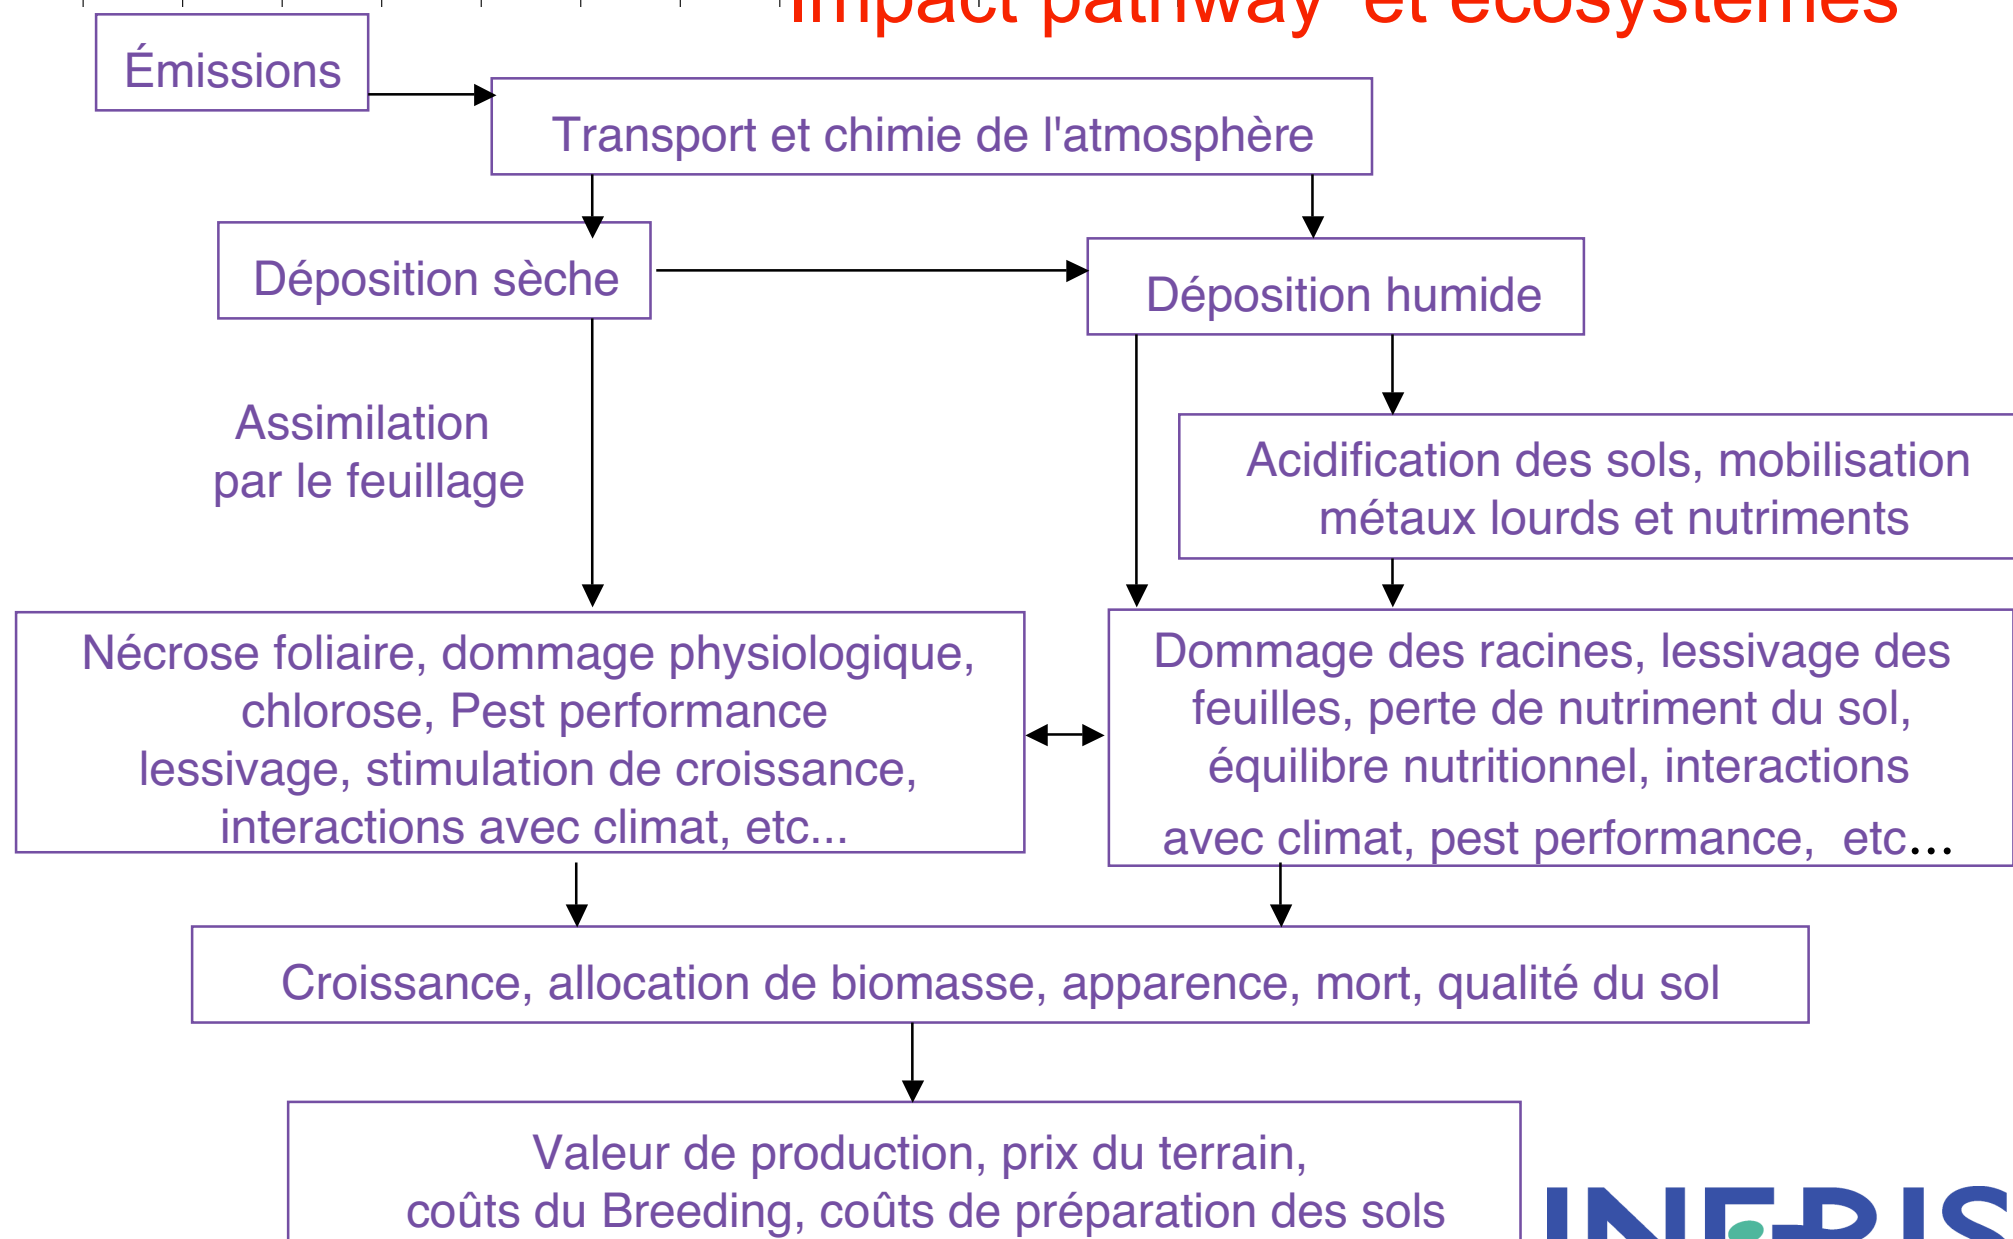 impact pathway et écosystèmes
Émissions
Transport et chimie de l'atmosphère
Déposition sèche
Déposition humide
Assimilation
par le feuillage
Acidification des sols, mobilisation
métaux lourds et nutriments
Nécrose foliaire, dommage physiologique,
chlorose, Pest performance
lessivage, stimulation de croissance,
interactions avec climat, etc...
Dommage des racines, lessivage des
feuilles, perte de nutriment du sol,
équilibre nutritionnel, interactions
avec climat, pest performance, etc...
Croissance, allocation de biomasse, apparence, mort, qualité du sol
Valeur de production, prix du terrain,
coûts du Breeding, coûts de préparation des sols
INERIS